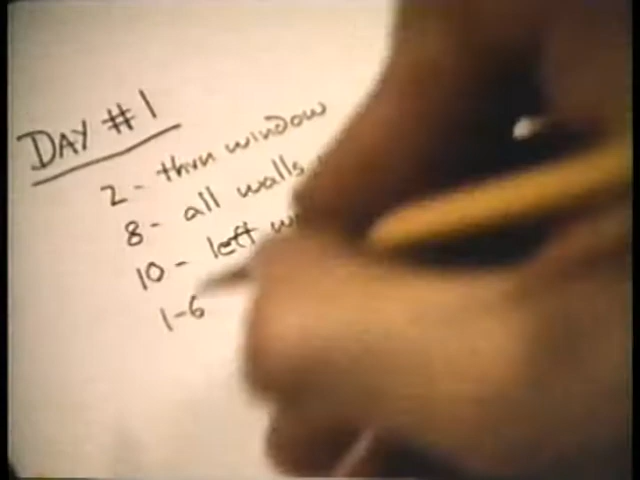 DAY #1
2 - thru window
8 - all walls
10 - left
1-6